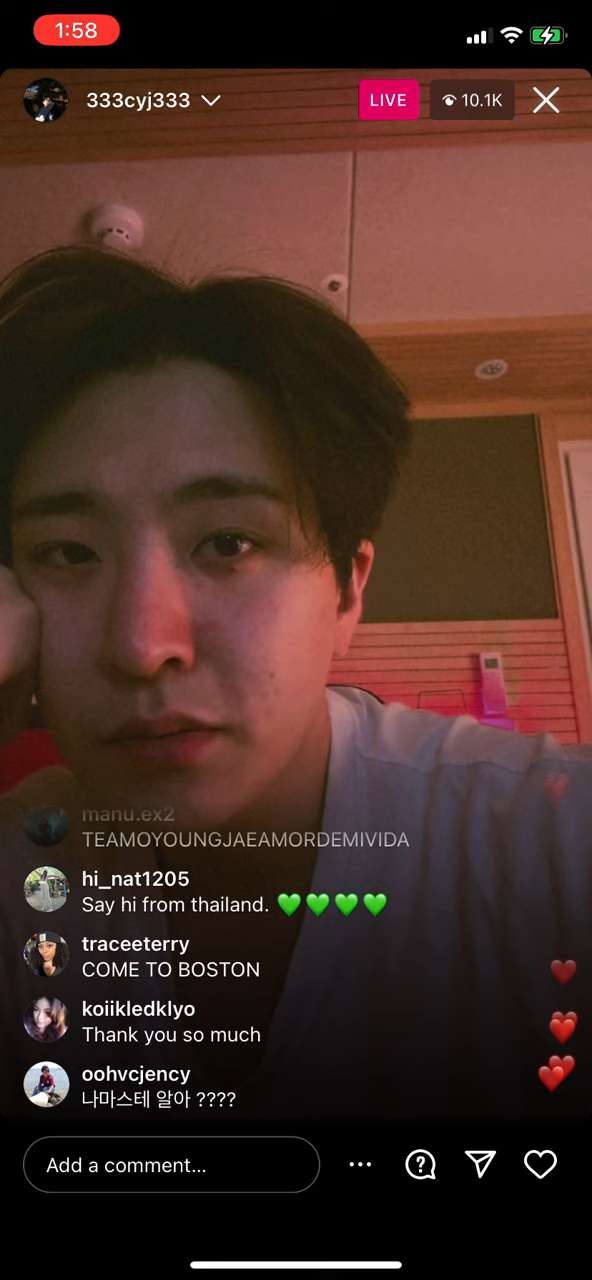 1:58
333cyj333
LIVE
10.1K
manu.ex2
TEAMOYOUNGJAEAMORDEMIVIDA
hi_nat1205
Say hi from thailand. 💚💚💚💚
traceeterry
COME TO BOSTON
koiikledklyo
Thank you so much
oohvcjency
나마스테 알아 ????
Add a comment...